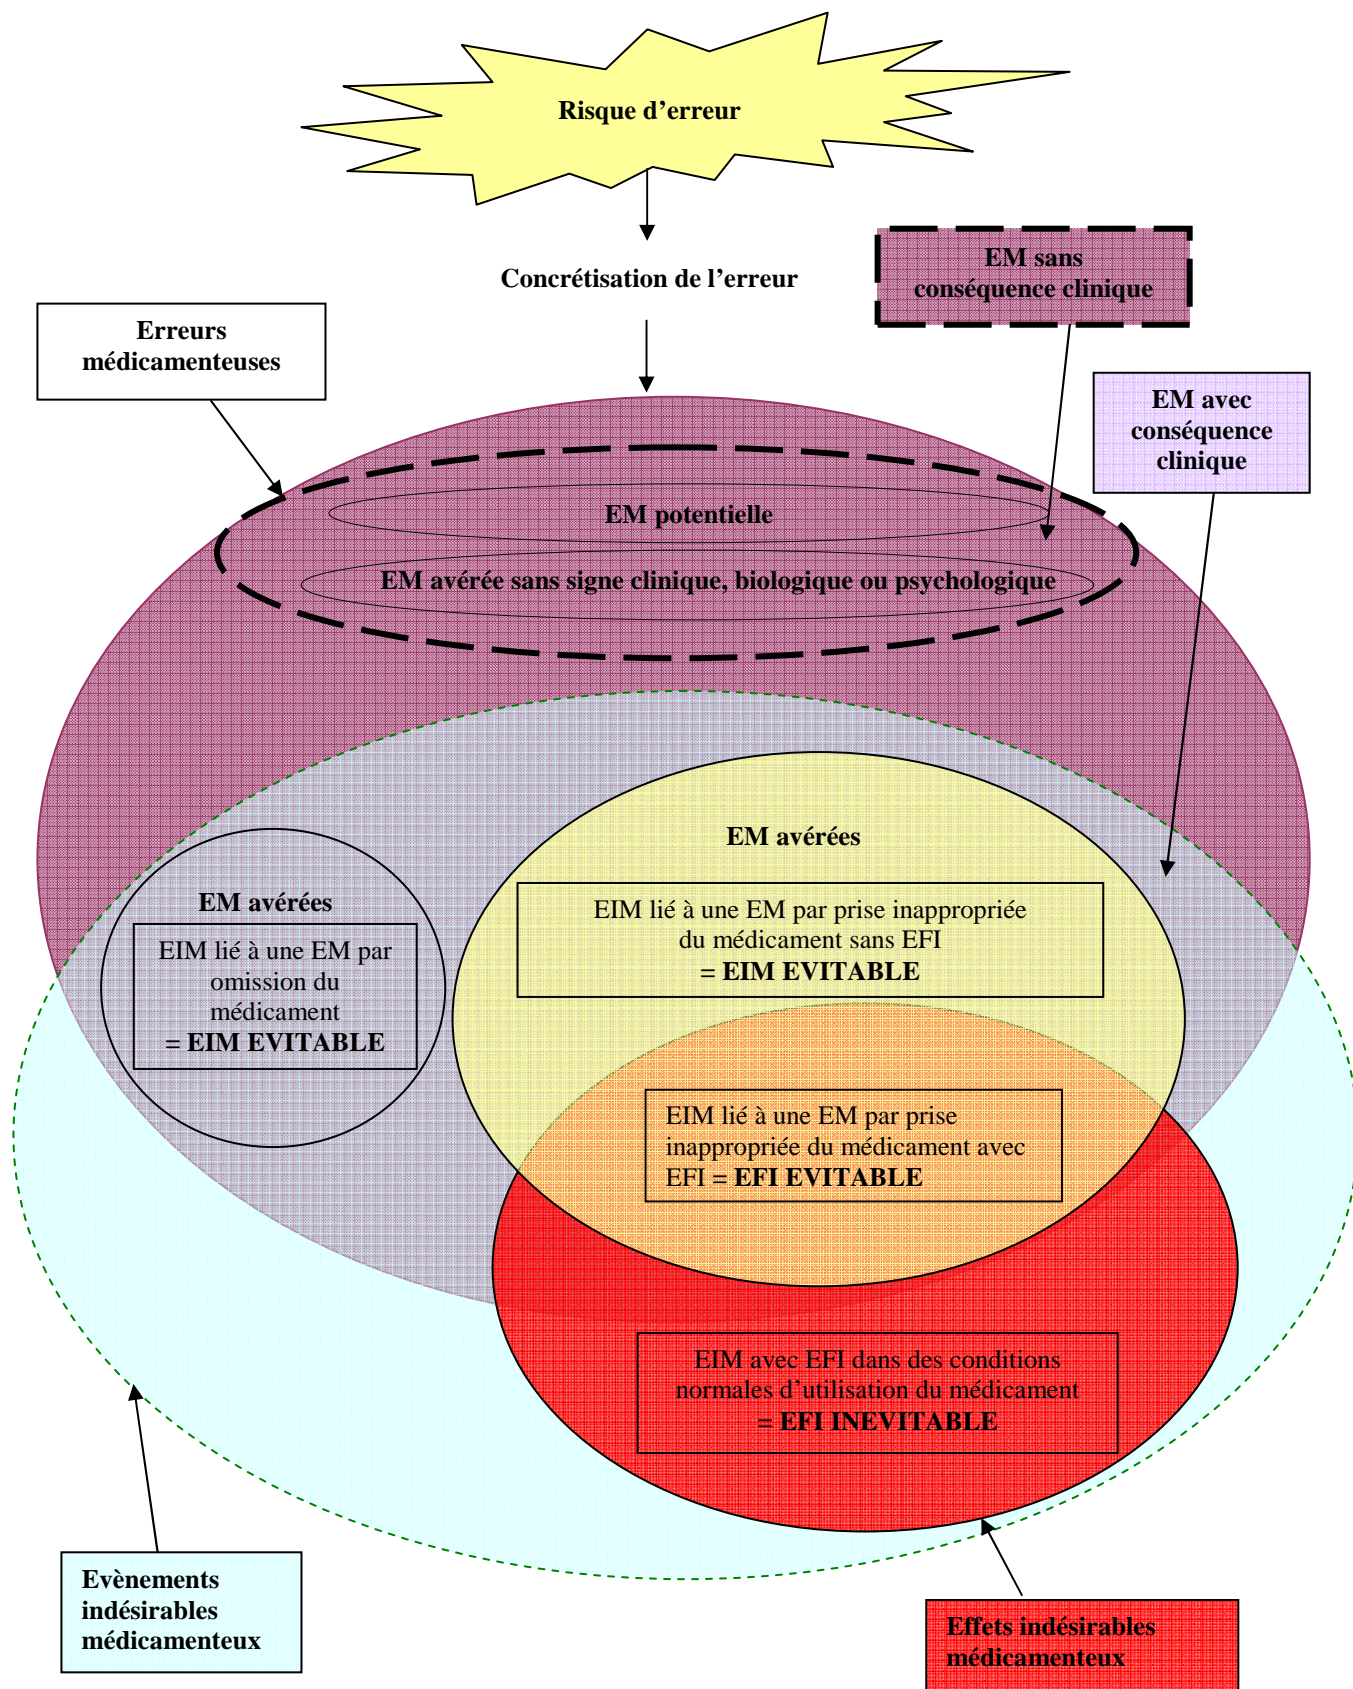 Risque d'erreur
Concrétisation de l'erreur
EM sans
conséquence clinique
Erreurs
médicamenteuses
EM avec
conséquence
clinique
EM potentielle
EM avérée sans signe clinique, biologique ou psychologique
EM avérées
EIM lié à une EM par prise inappropriée
du médicament sans EFI
= EIM EVITABLE
EM avérées
EIM lié à une EM par
omission du
médicament
= EIM EVITABLE
EIM lié à une EM par prise
inappropriée du médicament avec
EFI = EFI EVITABLE
EIM avec EFI dans des conditions
normales d'utilisation du médicament
= EFI INEVITABLE
Evènements
indésirables
médicamenteux
Effets indésirables
médicamenteux